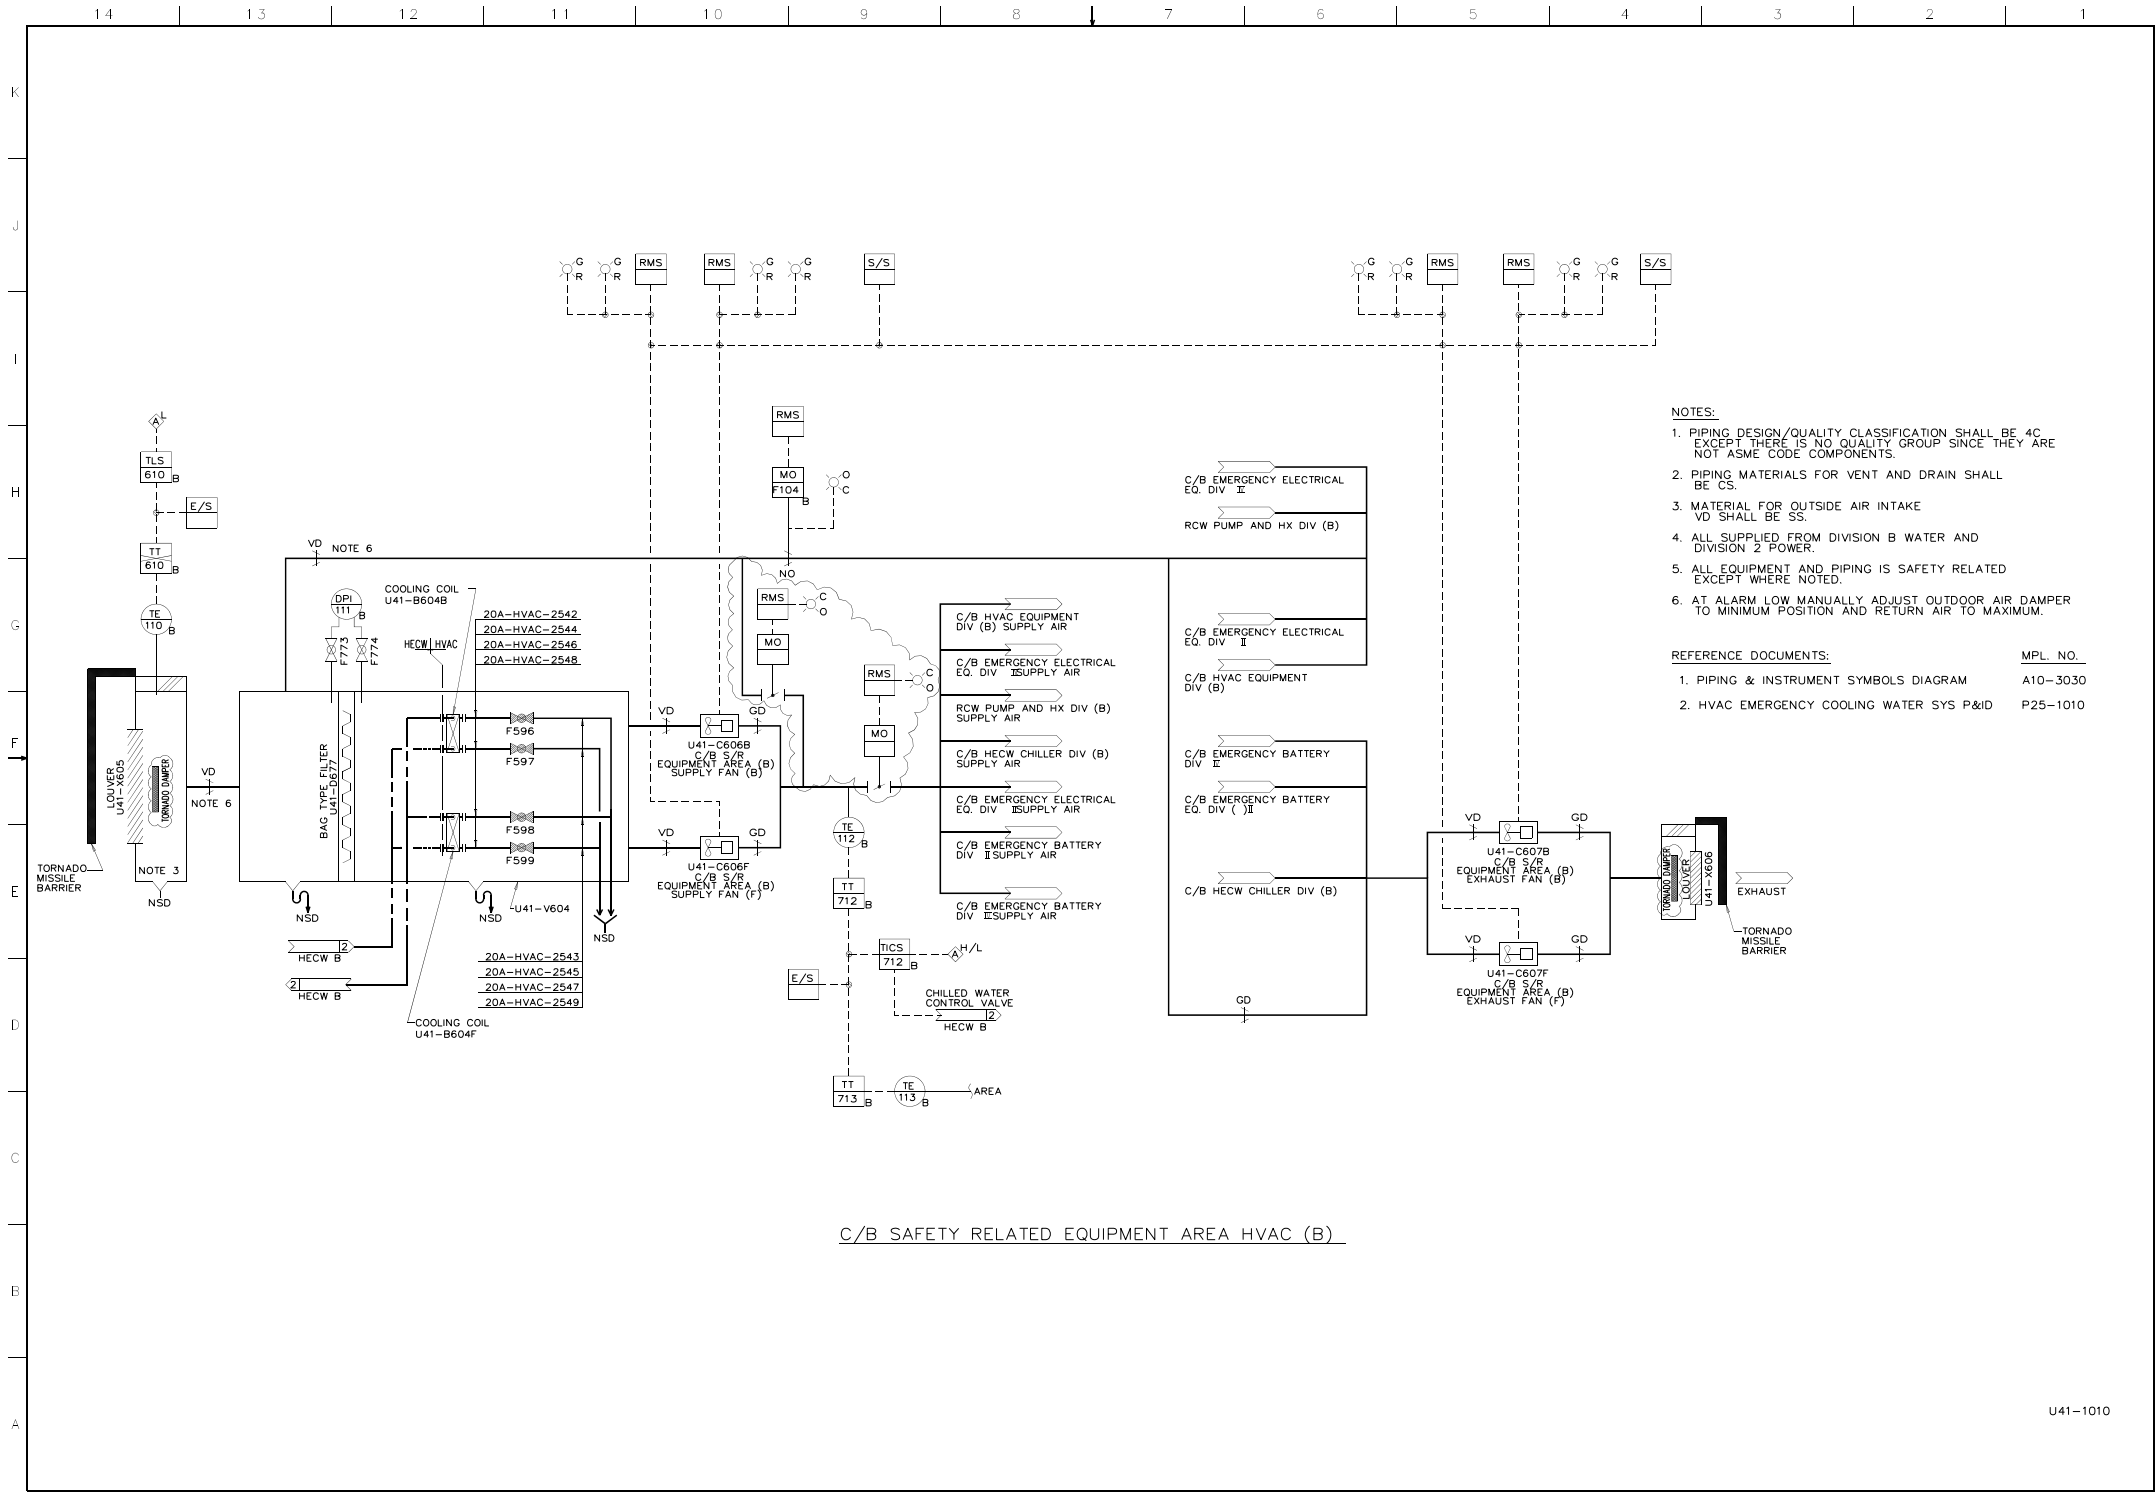 14 13 12 11 10 9 8 7 6 5 4 3 2 1
K
J
I
H
G
F
E
D
C
B
A
G
R
G
R
RMS
RMS
G
R
G
R
S/S
G
R
G
R
RMS
RMS
G
R
G
R
S/S
A L
TLS
610 B
E/S
TT
610 B
TE
110 B
RMS
MO
F104
B
O
C
NO
VD
NOTE 6
DPI
111 B
F773
F774
COOLING COIL
U41-B604B
HECW HVAC
20A-HVAC-2542
20A-HVAC-2544
20A-HVAC-2546
20A-HVAC-2548
RMS
C
O
MO
RMS
C
O
MO
LOUVER
U41-X605
TORNADO DAMPER
VD
NOTE 6
NOTE 3
NSD
TORNADO
MISSILE
BARRIER
BAG TYPE FILTER
U41-D677
F596
F597
F598
F599
NSD
NSD
U41-V604
NSD
2
HECW B
2
HECW B
20A-HVAC-2543
20A-HVAC-2545
20A-HVAC-2547
20A-HVAC-2549
COOLING COIL
U41-B604F
VD
GD
U41-C606B
C/B S/R
EQUIPMENT AREA (B)
SUPPLY FAN (B)
VD
GD
U41-C606F
C/B S/R
EQUIPMENT AREA (B)
SUPPLY FAN (F)
TE
112 B
TT
712 B
TICS
712 B
A H/L
E/S
CHILLED WATER
CONTROL VALVE
2
HECW B
TT
713 B
TE
113 B
AREA
C/B HVAC EQUIPMENT
DIV (B) SUPPLY AIR
C/B EMERGENCY ELECTRICAL
EQ. DIV II SUPPLY AIR
RCW PUMP AND HX DIV (B)
SUPPLY AIR
C/B HECW CHILLER DIV (B)
SUPPLY AIR
C/B EMERGENCY ELECTRICAL
EQ. DIV SUPPLY AIR
C/B EMERGENCY BATTERY
DIV II SUPPLY AIR
C/B EMERGENCY BATTERY
DIV SUPPLY AIR
C/B EMERGENCY ELECTRICAL
EQ. DIV
RCW PUMP AND HX DIV (B)
C/B EMERGENCY ELECTRICAL
EQ. DIV II
C/B HVAC EQUIPMENT
DIV (B)
C/B EMERGENCY BATTERY
DIV
C/B EMERGENCY BATTERY
EQ. DIV ( )II
C/B HECW CHILLER DIV (B)
GD
VD
GD
U41-C607B
C/B S/R
EQUIPMENT AREA (B)
EXHAUST FAN (B)
VD
GD
U41-C607F
C/B S/R
EQUIPMENT AREA (B)
EXHAUST FAN (F)
TORNADO DAMPER
LOUVER
U41-X606
EXHAUST
TORNADO
MISSILE
BARRIER
NOTES:
1. PIPING DESIGN/QUALITY CLASSIFICATION SHALL BE 4C
EXCEPT THERE IS NO QUALITY GROUP SINCE THEY ARE
NOT ASME CODE COMPONENTS.
2. PIPING MATERIALS FOR VENT AND DRAIN SHALL
BE CS.
3. MATERIAL FOR OUTSIDE AIR INTAKE
VD SHALL BE SS.
4. ALL SUPPLIED FROM DIVISION B WATER AND
DIVISION 2 POWER.
5. ALL EQUIPMENT AND PIPING IS SAFETY RELATED
EXCEPT WHERE NOTED.
6. AT ALARM LOW MANUALLY ADJUST OUTDOOR AIR DAMPER
TO MINIMUM POSITION AND RETURN AIR TO MAXIMUM.
REFERENCE DOCUMENTS: MPL. NO.
1. PIPING & INSTRUMENT SYMBOLS DIAGRAM A10-3030
2. HVAC EMERGENCY COOLING WATER SYS P&ID P25-1010
C/B SAFETY RELATED EQUIPMENT AREA HVAC (B)
U41-1010